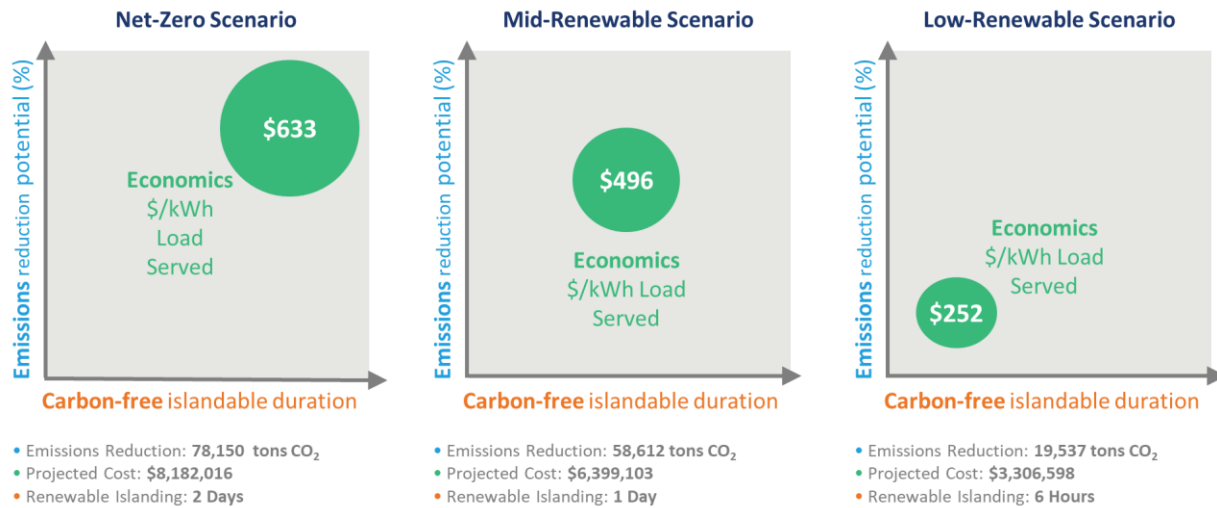 Net-Zero Scenario
Emissions reduction potential (%)
$633
Economics
$/kWh
Load
Served
Carbon-free islandable duration
• Emissions Reduction: 78,150 tons CO₂
• Projected Cost: $8,182,016
• Renewable Islanding: 2 Days
Mid-Renewable Scenario
Emissions reduction potential (%)
$496
Economics
$/kWh Load
Served
Carbon-free islandable duration
• Emissions Reduction: 58,612 tons CO₂
• Projected Cost: $6,399,103
• Renewable Islanding: 1 Day
Low-Renewable Scenario
Emissions reduction potential (%)
Economics
$/kWh Load
Served
$252
Carbon-free islandable duration
• Emissions Reduction: 19,537 tons CO₂
• Projected Cost: $3,306,598
• Renewable Islanding: 6 Hours